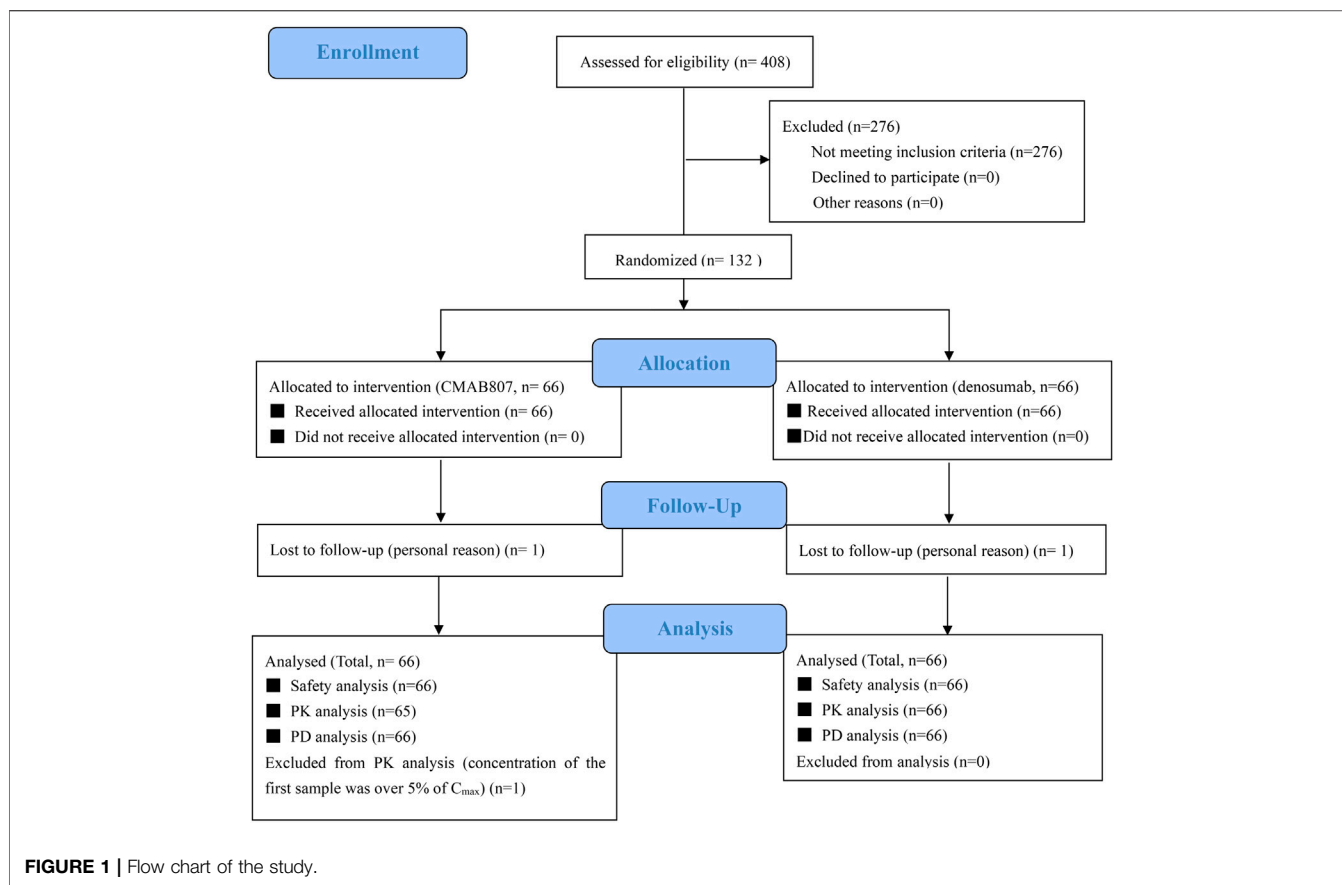 Enrollment
Assessed for eligibility (n= 408)
Excluded (n=276)
Not meeting inclusion criteria (n=276)
Declined to participate (n=0)
Other reasons (n=0)
Randomized (n= 132 )
Allocation
Allocated to intervention (CMAB807, n= 66)
■ Received allocated intervention (n= 66)
■ Did not receive allocated intervention (n= 0)
Allocated to intervention (denosumab, n=66)
■ Received allocated intervention (n=66)
■Did not receive allocated intervention (n=0)
Follow-Up
Lost to follow-up (personal reason) (n= 1)
Lost to follow-up (personal reason) (n= 1)
Analysis
Analysed (Total, n= 66)
■ Safety analysis (n=66)
■ PK analysis (n=65)
■ PD analysis (n=66)
Excluded from PK analysis (concentration of the
first sample was over 5% of Cmax) (n=1)
Analysed (Total, n=66)
■ Safety analysis (n=66)
■ PK analysis (n=66)
■ PD analysis (n=66)
Excluded from analysis (n=0)
FIGURE 1 | Flow chart of the study.